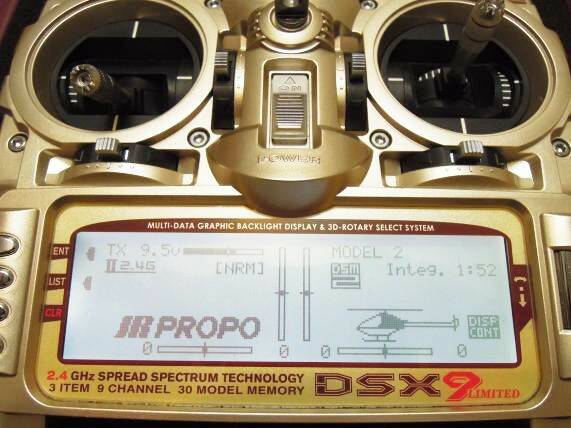 ON
POWER
MULTI-DATA GRAPHIC BACKLIGHT DISPLAY & 3D-ROTARY SELECT SYSTEM
ENT
LIST
CLR
TX 9.5v
2.4G
[NRM]
MODEL 2
DSM
Integ. 1:52
JR PROPO
DISP
CONT
0 0 0 0
2.4 GHz SPREAD SPECTRUM TECHNOLOGY
3 ITEM 9 CHANNEL 30 MODEL MEMORY
DSX9
LIMITED